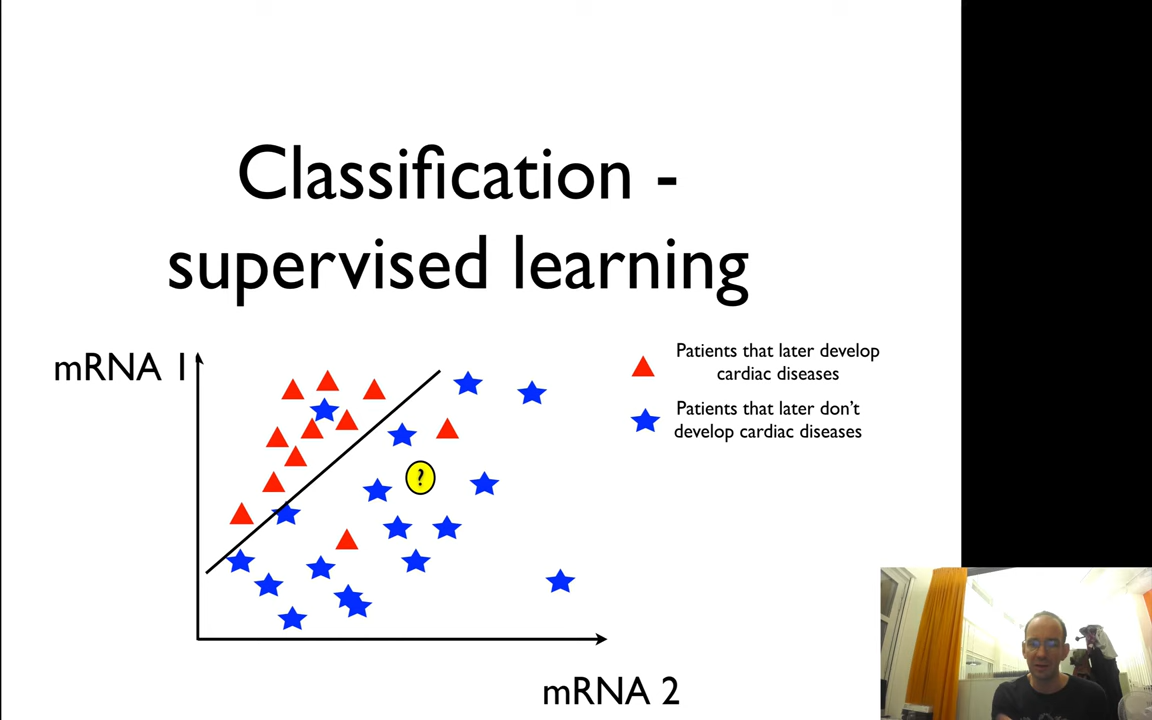 Classification -
supervised learning
mRNA 1
Patients that later develop
cardiac diseases
Patients that later don't
develop cardiac diseases
?
mRNA 2